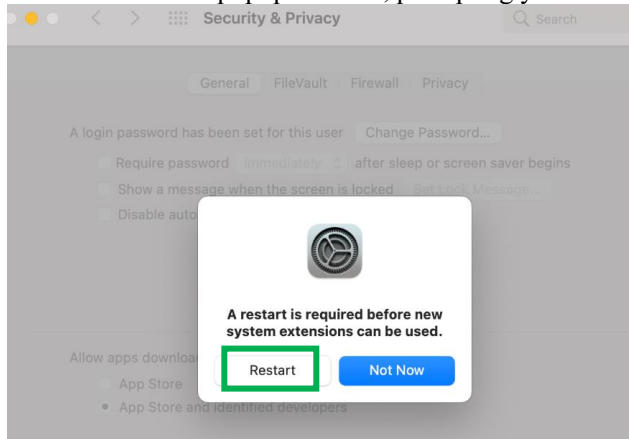 Security & Privacy
Search
General FileVault Firewall Privacy
A login password has been set for this user Change Password...
Require password immediately after sleep or screen saver begins
Show a message when the screen is locked Set Lock Message...
Disable auto
A restart is required before new
system extensions can be used.
Allow apps downloa
Restart Not Now
App Store
App Store and identified developers